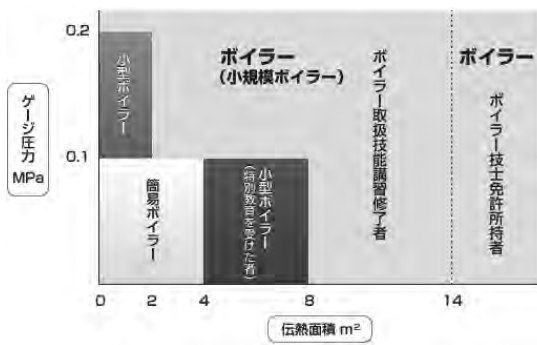 0.2
0.1
ゲージ圧力
MPa
小型ボイラー
簡易ボイラー
小型ボイラー
(特別教育を受けた者)
ボイラー
(小規模ボイラー)
ボイラー取扱技能講習修了者
ボイラー
ボイラー技士免許所持者
0
2
4
8
14
伝熱面積 m²